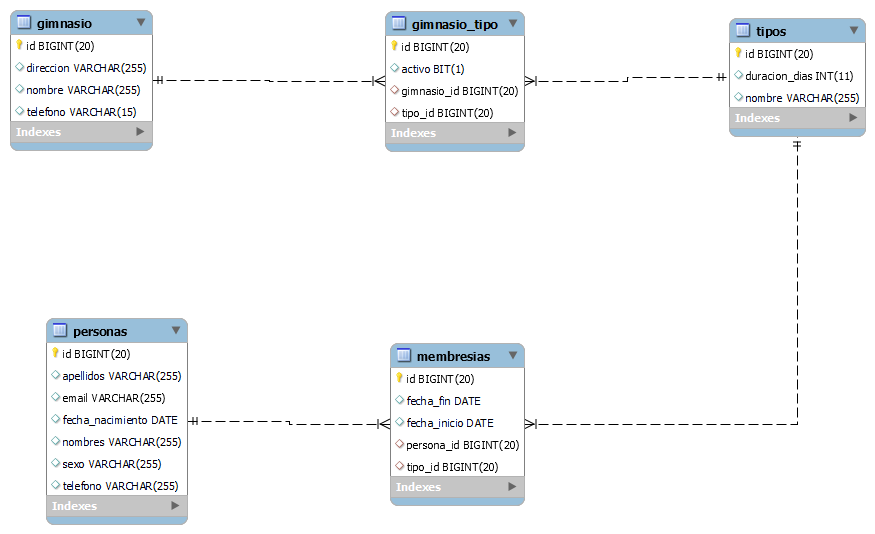 gimnasio
id BIGINT(20)
direccion VARCHAR(255)
nombre VARCHAR(255)
telefono VARCHAR(15)
Indexes
gimnasio_tipo
id BIGINT(20)
activo BIT(1)
gimnasio_id BIGINT(20)
tipo_id BIGINT(20)
Indexes
tipos
id BIGINT(20)
duracion_dias INT(11)
nombre VARCHAR(255)
Indexes
personas
id BIGINT(20)
apellidos VARCHAR(255)
email VARCHAR(255)
fecha_nacimiento DATE
nombres VARCHAR(255)
sexo VARCHAR(255)
telefono VARCHAR(255)
Indexes
membresias
id BIGINT(20)
fecha_fin DATE
fecha_inicio DATE
persona_id BIGINT(20)
tipo_id BIGINT(20)
Indexes